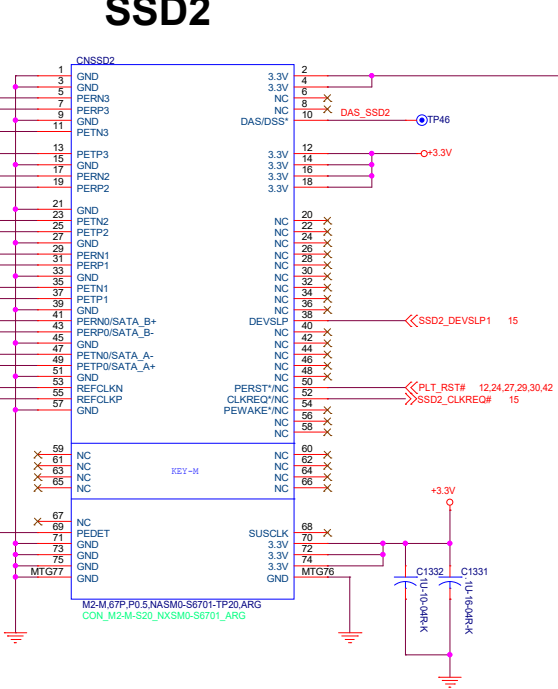 SSD2
CNSSD2
1 GND 3.3V 2
3 GND 3.3V 4
5 PERN3 NC 6
7 PERP3 NC 8
9 GND DAS/DSS* 10 DAS_SSD2 TP46
11 PETN3
13 PETP3 3.3V 12 +3.3V
15 GND 3.3V 14
17 PERN2 3.3V 16
19 PERP2 3.3V 18
21 GND NC 20
23 PETN2 NC 22
25 PETP2 NC 24
27 GND NC 26
29 PERN1 NC 28
31 PERP1 NC 30
33 GND NC 32
35 PETN1 NC 34
37 PETP1 NC 36
39 GND DEVSLP 38 SSD2_DEVSLP1 15
41 PERN0/SATA_B+ NC 40
43 PERP0/SATA_B- NC 42
45 GND NC 44
47 PETN0/SATA_A- NC 46
49 PETP0/SATA_A+ NC 48
51 GND PERST*/NC 50 PLT_RST# 12,24,27,29,30,42
53 REFCLKN CLKREQ*/NC 52 SSD2_CLKREQ# 15
55 REFCLKP PEWAKE*/NC 54
57 GND NC 56
NC 58
59 NC NC 60
61 NC NC 62
63 NC KEY-M NC 64
65 NC NC 66
67 NC
69 PEDET SUSCLK 68
71 GND 3.3V 70
73 GND 3.3V 72
75 GND 3.3V 74
MTG77 GND GND MTG76
+3.3V
C1332 .1U-10-04R-K
C1331 .1U-16-04R-K
M2-M,67P,P0.5,NASM0-S6701-TP20,ARG
CON_M2-M-S20_NXSM0-S6701_ARG